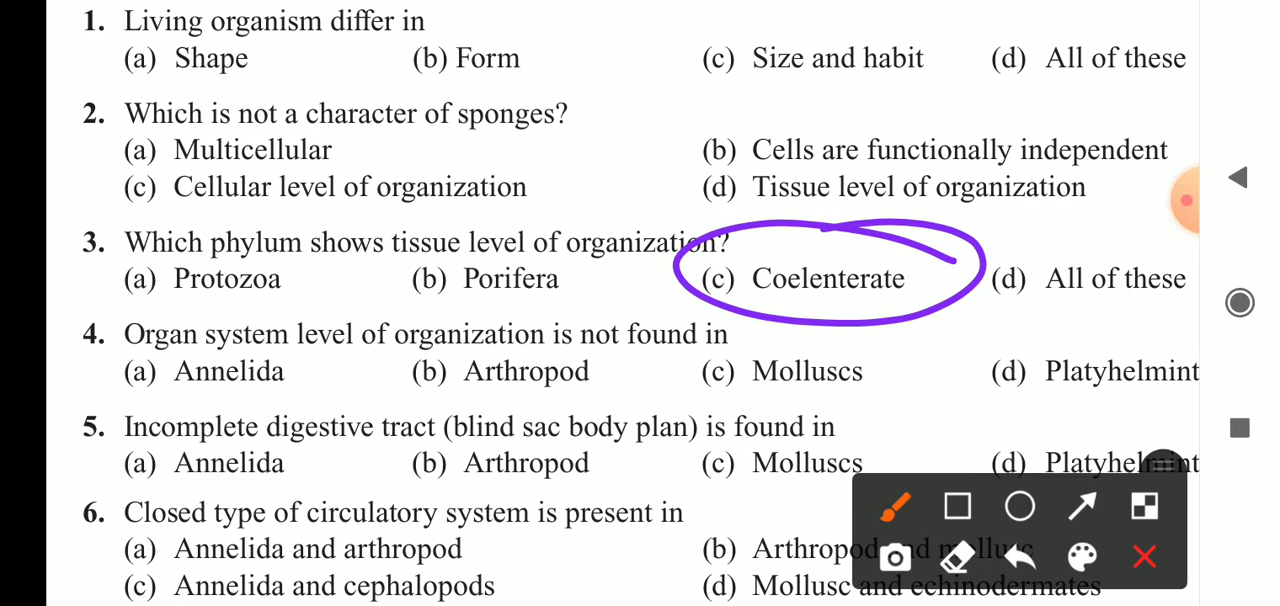 1. Living organism differ in
(a) Shape (b) Form (c) Size and habit (d) All of these
2. Which is not a character of sponges?
(a) Multicellular (b) Cells are functionally independent
(c) Cellular level of organization (d) Tissue level of organization
3. Which phylum shows tissue level of organization?
(a) Protozoa (b) Porifera (c) Coelenterate (d) All of these
4. Organ system level of organization is not found in
(a) Annelida (b) Arthropod (c) Molluscs (d) Platyhelmint
5. Incomplete digestive tract (blind sac body plan) is found in
(a) Annelida (b) Arthropod (c) Molluscs (d) Platyhelmint
6. Closed type of circulatory system is present in
(a) Annelida and arthropod (b) Arthropod and mollusc
(c) Annelida and cephalopods (d) Mollusc and echinodermates